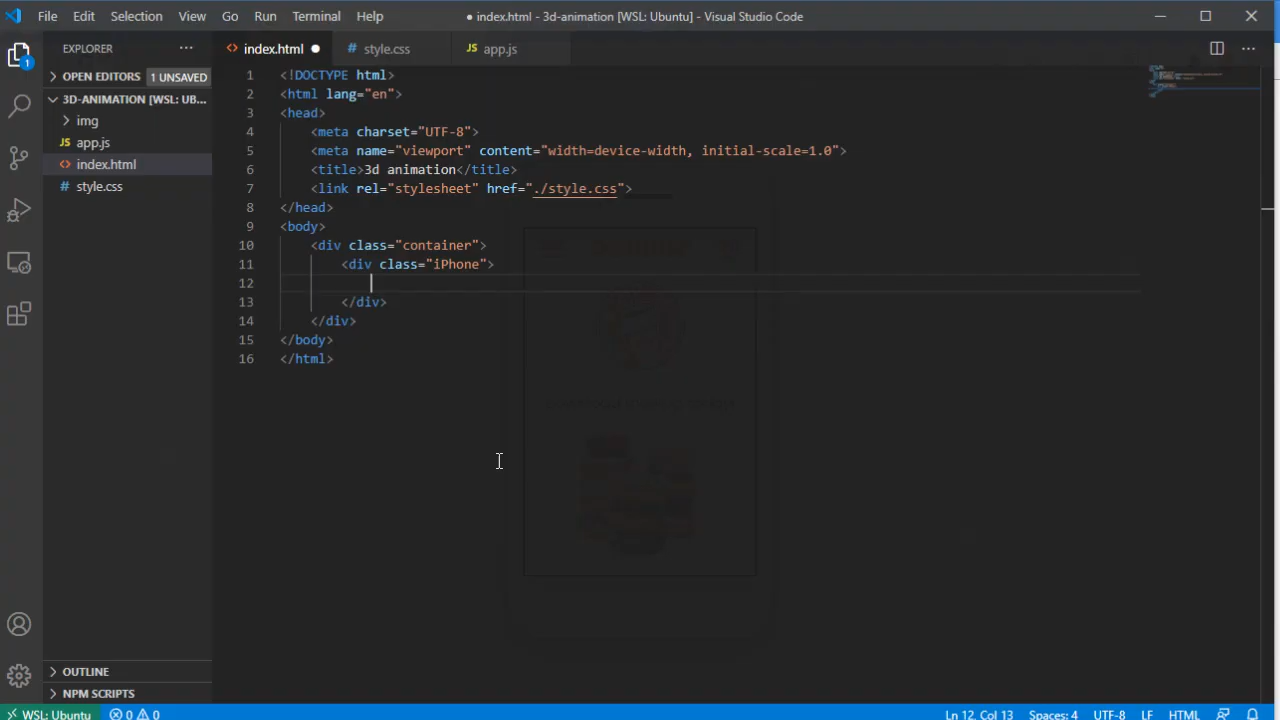 File Edit Selection View Go Run Terminal Help
● index.html - 3d-animation [WSL: Ubuntu] - Visual Studio Code
EXPLORER
1
OPEN EDITORS 1 UNSAVED
3D-ANIMATION [WSL: UB...
img
JS app.js
<> index.html
# style.css
OUTLINE
NPM SCRIPTS
<> index.html ●
# style.css
JS app.js
1 <!DOCTYPE html>
2 <html lang="en">
3 <head>
4 <meta charset="UTF-8">
5 <meta name="viewport" content="width=device-width, initial-scale=1.0">
6 <title>3d animation</title>
7 <link rel="stylesheet" href="./style.css">
8 </head>
9 <body>
10 <div class="container">
11 <div class="iPhone">
12
13 </div>
14 </div>
15 </body>
16 </html>
WSL: Ubuntu 0 0 Ln 12, Col 13 Spaces: 4 UTF-8 LF HTML